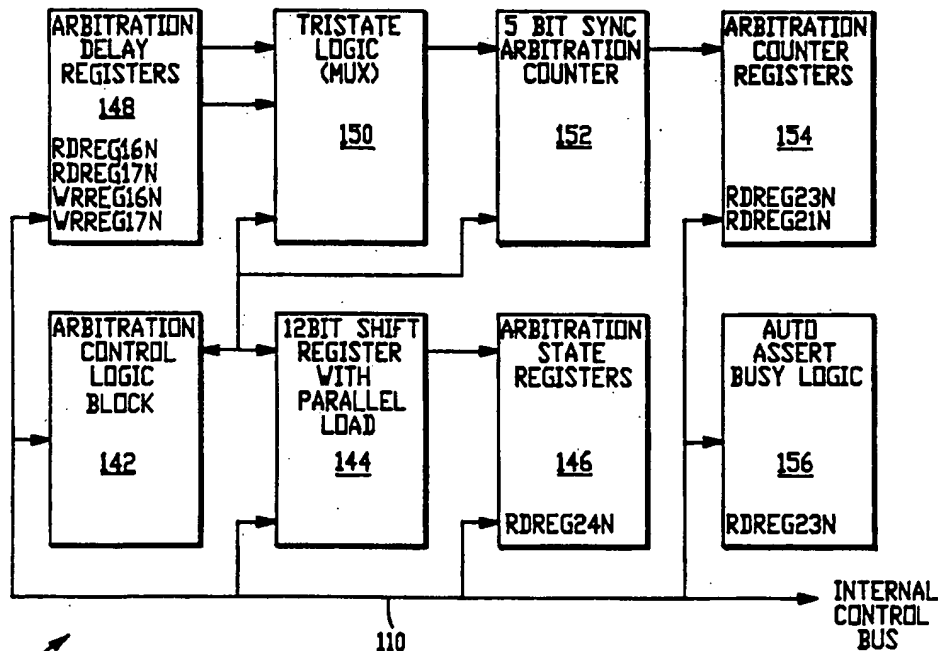 ARBITRATION
DELAY
REGISTERS
148
RDREG16N
RDREG17N
WRREG16N
WRREG17N
TRISTATE
LOGIC
(MUX)
150
5 BIT SYNC
ARBITRATION
COUNTER
152
ARBITRATION
COUNTER
REGISTERS
154
RDREG23N
RDREG21N
ARBITRATION
CONTROL
LOGIC
BLOCK
142
12BIT SHIFT
REGISTER
WITH
PARALLEL
LOAD
144
ARBITRATION
STATE
REGISTERS
146
RDREG24N
AUTO
ASSERT
BUSY LOGIC
156
RDREG23N
110
INTERNAL
CONTROL
BUS